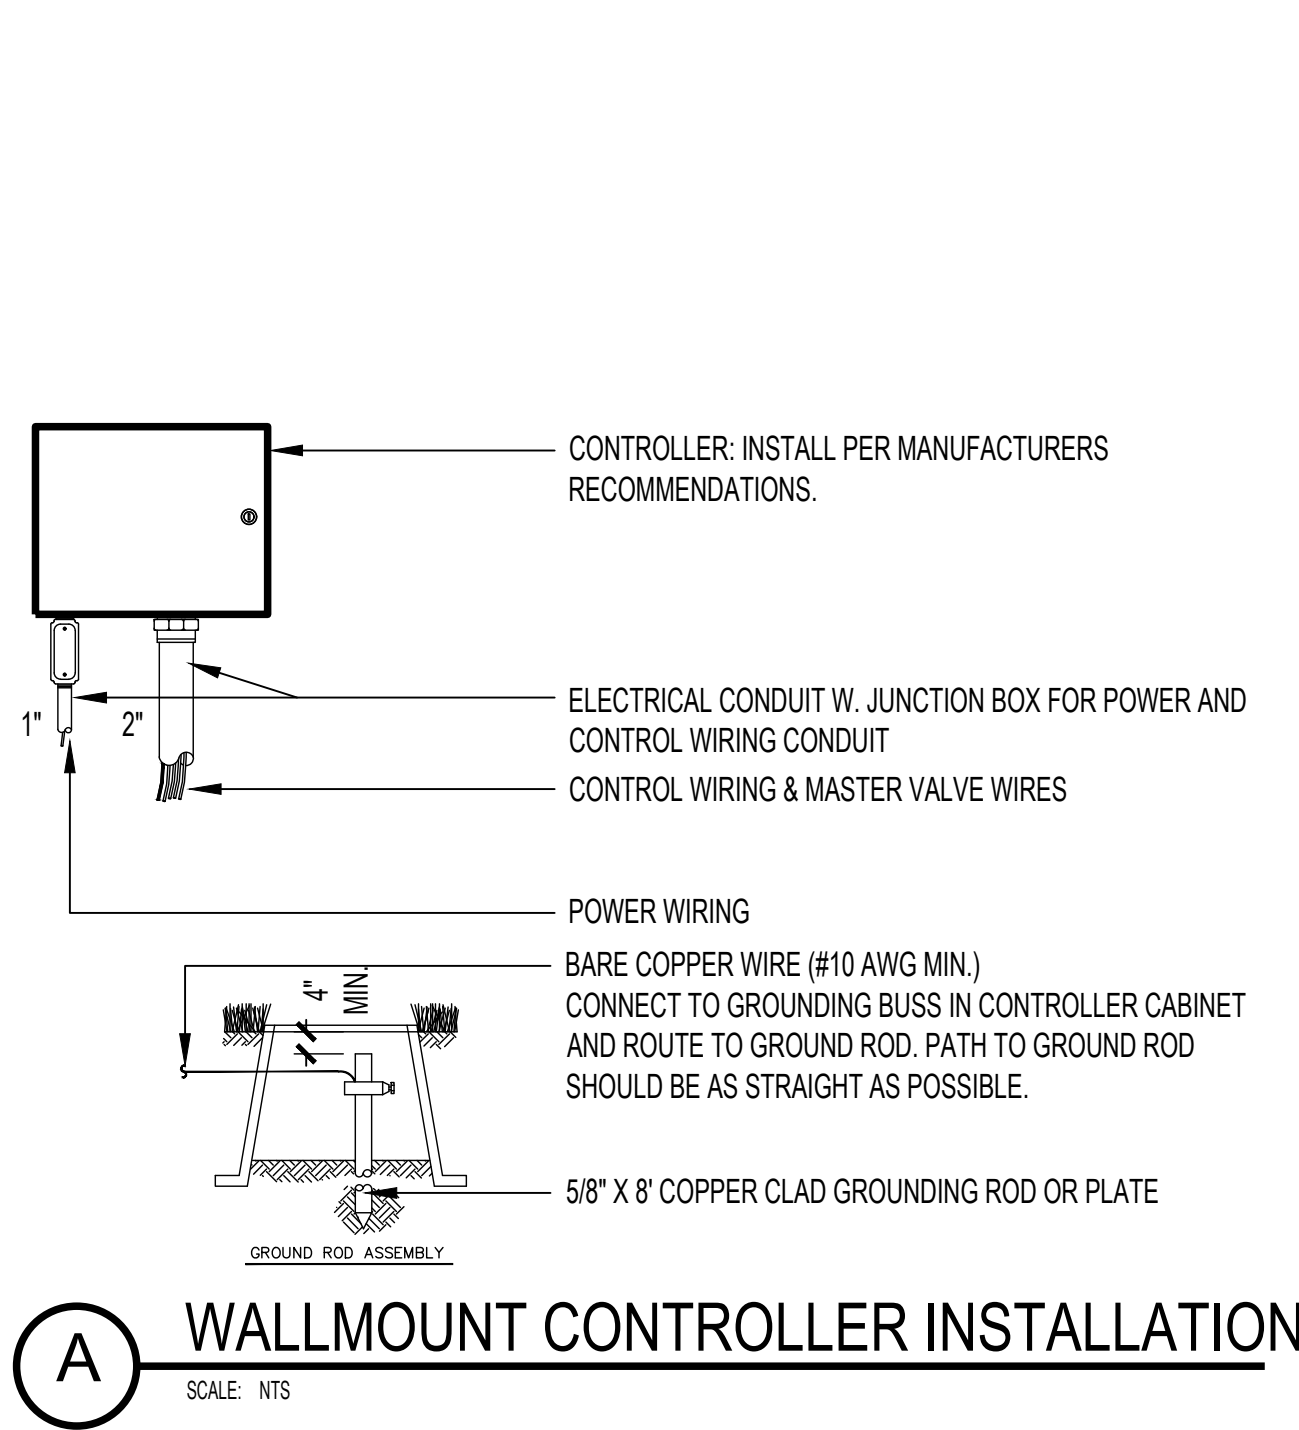 CONTROLLER: INSTALL PER MANUFACTURERS
RECOMMENDATIONS.
ELECTRICAL CONDUIT W. JUNCTION BOX FOR POWER AND
CONTROL WIRING CONDUIT
1"
2"
CONTROL WIRING & MASTER VALVE WIRES
POWER WIRING
BARE COPPER WIRE (#10 AWG MIN.)
CONNECT TO GROUNDING BUSS IN CONTROLLER CABINET
AND ROUTE TO GROUND ROD. PATH TO GROUND ROD
SHOULD BE AS STRAIGHT AS POSSIBLE.
4"
MIN.
5/8" X 8' COPPER CLAD GROUNDING ROD OR PLATE
GROUND ROD ASSEMBLY
A
WALLMOUNT CONTROLLER INSTALLATION
SCALE: NTS